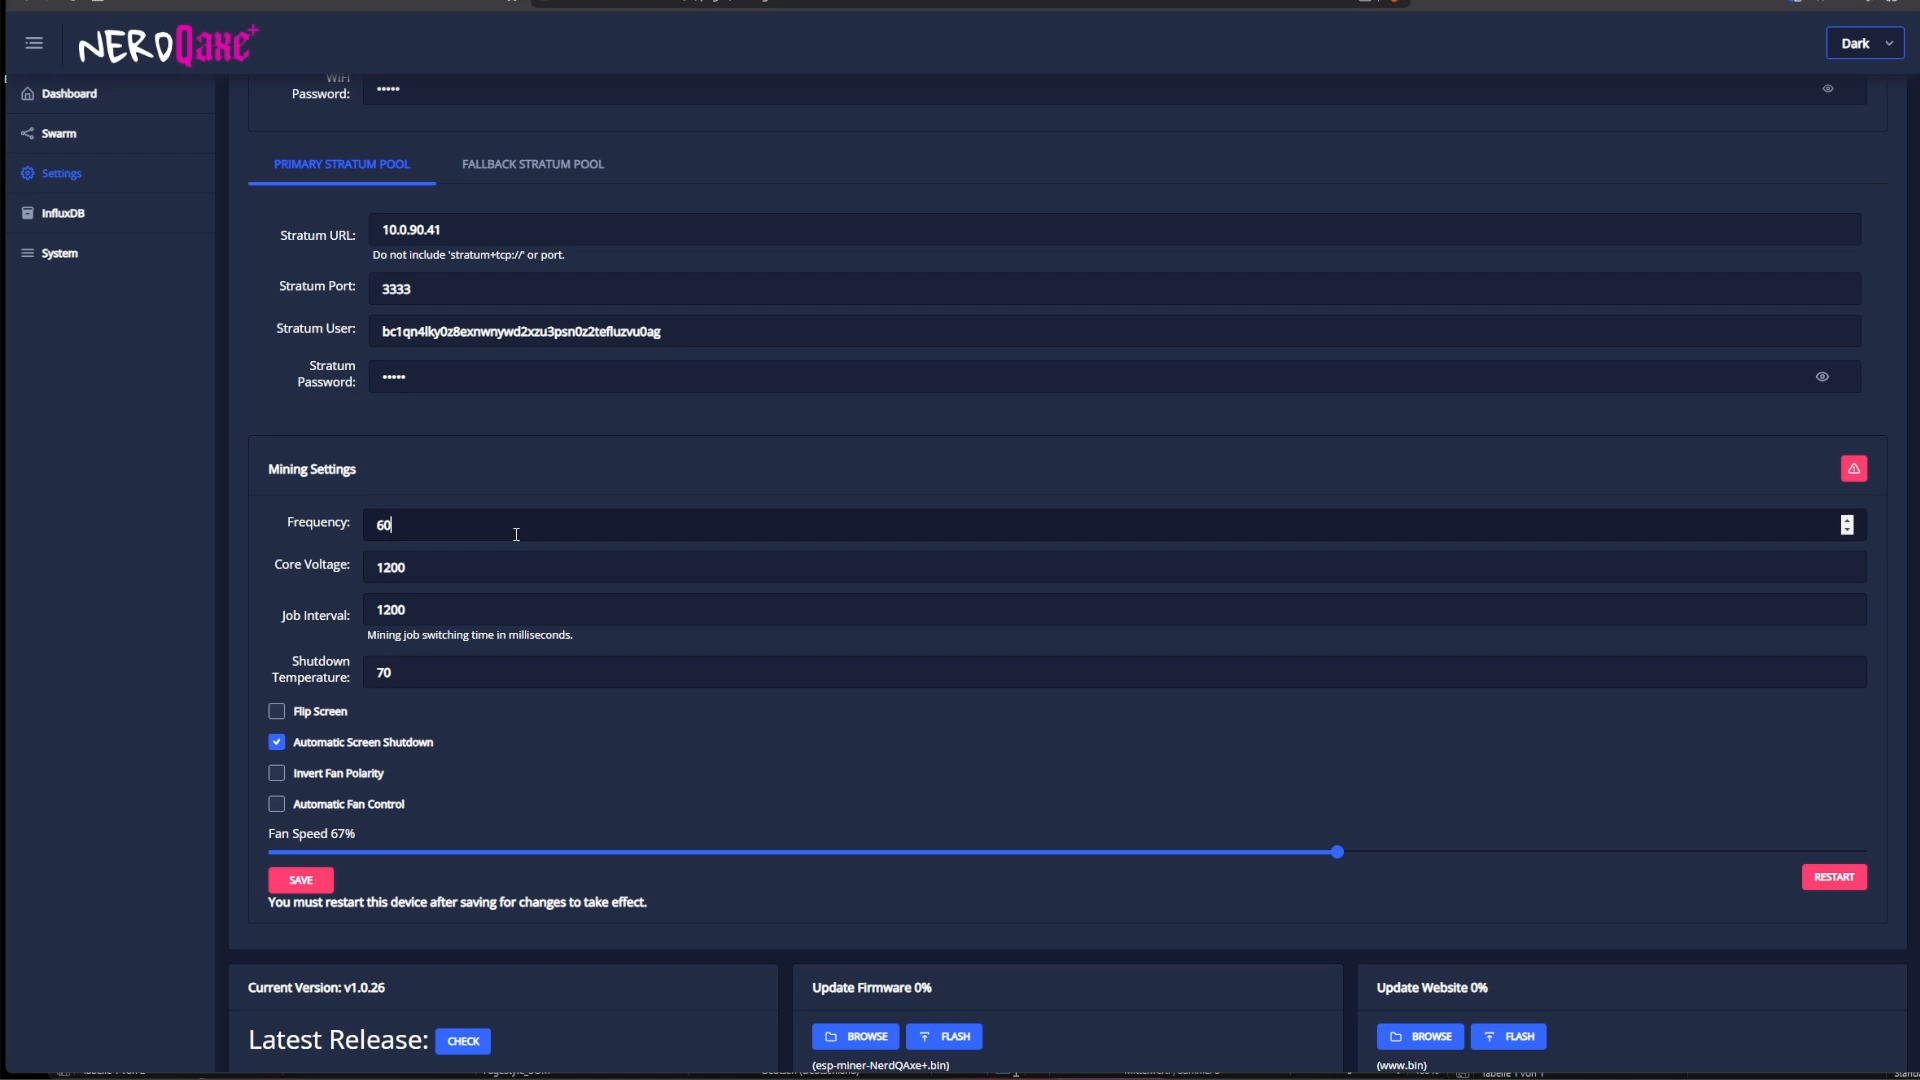 NERDQaxe+
Dark
Dashboard
Swarm
Settings
InfluxDB
System
WiFi
Password:
•••••
PRIMARY STRATUM POOL
FALLBACK STRATUM POOL
Stratum URL:
10.0.90.41
Do not include 'stratum+tcp://' or port.
Stratum Port:
3333
Stratum User:
bc1qn4lky0z8exnwnywd2xzu3psn0z2tefluzvu0ag
Stratum
Password:
•••••
Mining Settings
Frequency:
60
Core Voltage:
1200
Job Interval:
1200
Mining job switching time in milliseconds.
Shutdown
Temperature:
70
Flip Screen
Automatic Screen Shutdown
Invert Fan Polarity
Automatic Fan Control
Fan Speed 67%
SAVE
RESTART
You must restart this device after saving for changes to take effect.
Current Version: v1.0.26
Update Firmware 0%
Update Website 0%
Latest Release:
CHECK
BROWSE
FLASH
BROWSE
FLASH
(esp-miner-NerdQAxe+.bin)
(www.bin)